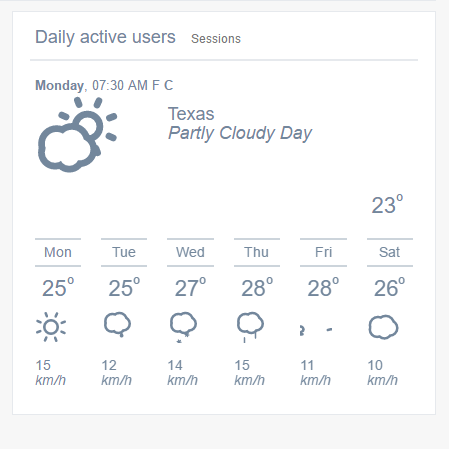 Daily active users Sessions
Monday, 07:30 AM F C
Texas
Partly Cloudy Day
23°
Mon Tue Wed Thu Fri Sat
25° 25° 27° 28° 28° 26°
15 12 14 15 11 10
km/h km/h km/h km/h km/h km/h